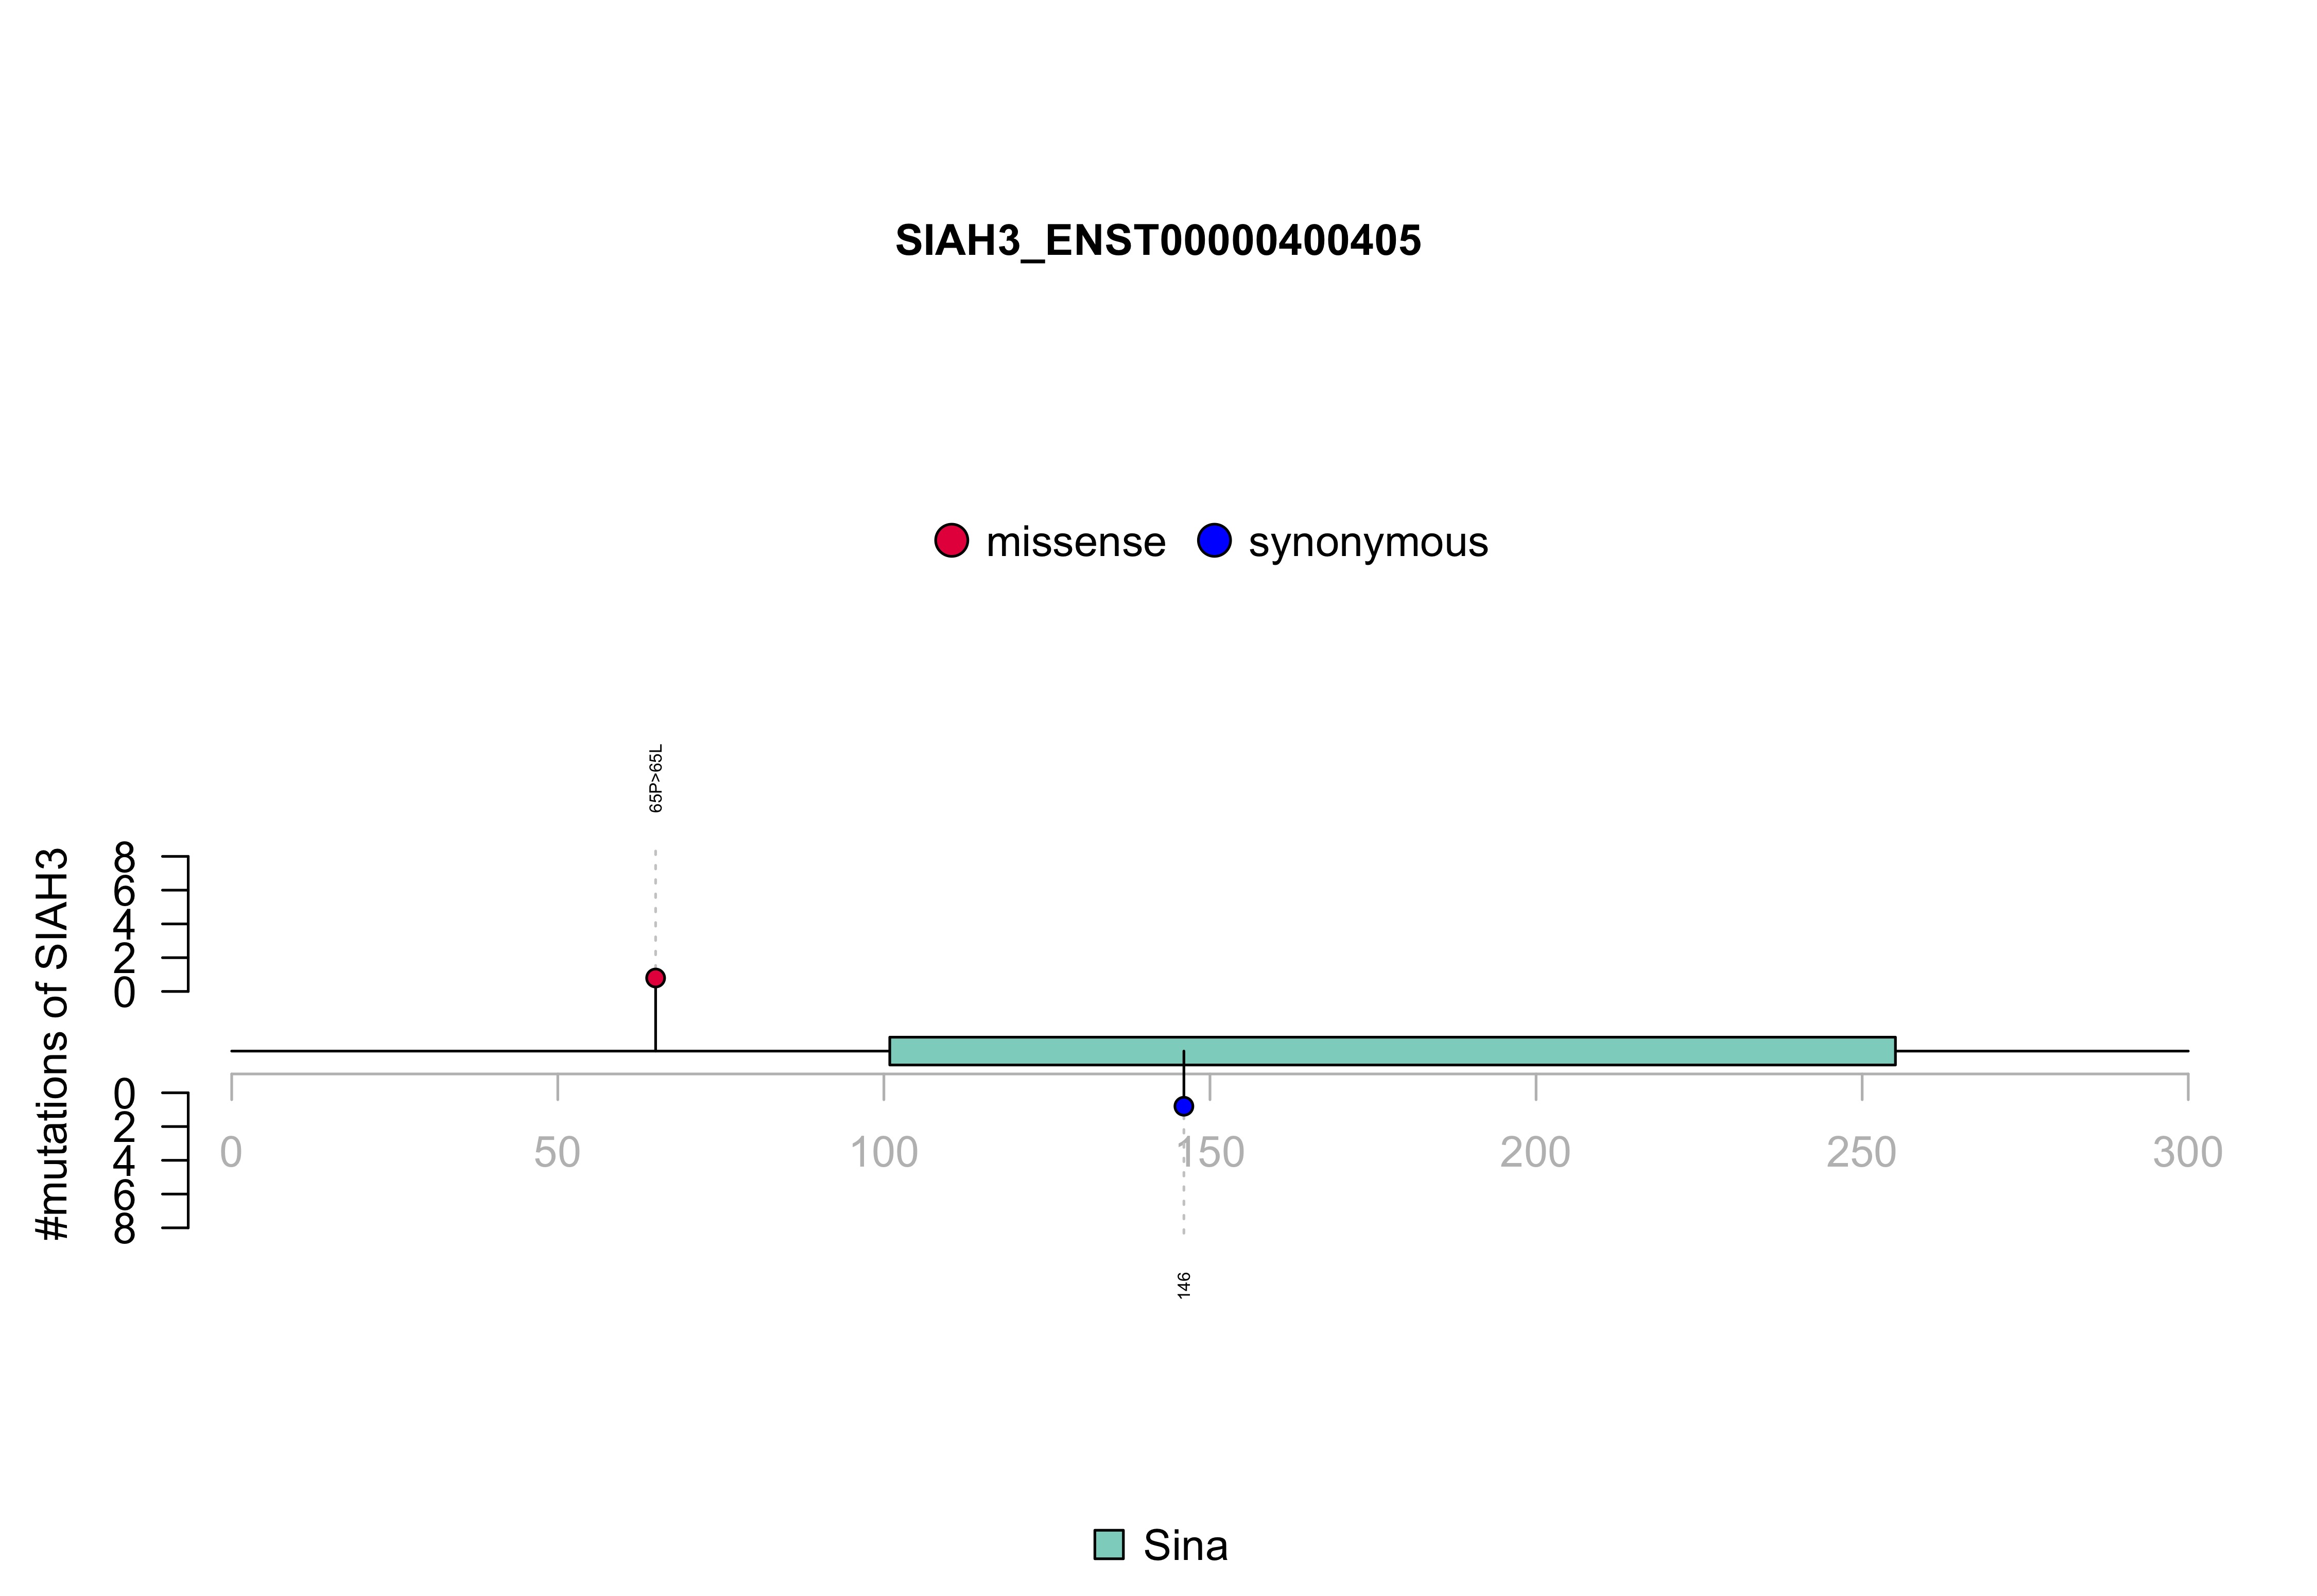 SIAH3_ENST00000400405
missense synonymous
65P>65L
#mutations of SIAH3
8
6
4
2
0
0
2
4
6
8
0 50 100 150 200 250 300
146
Sina